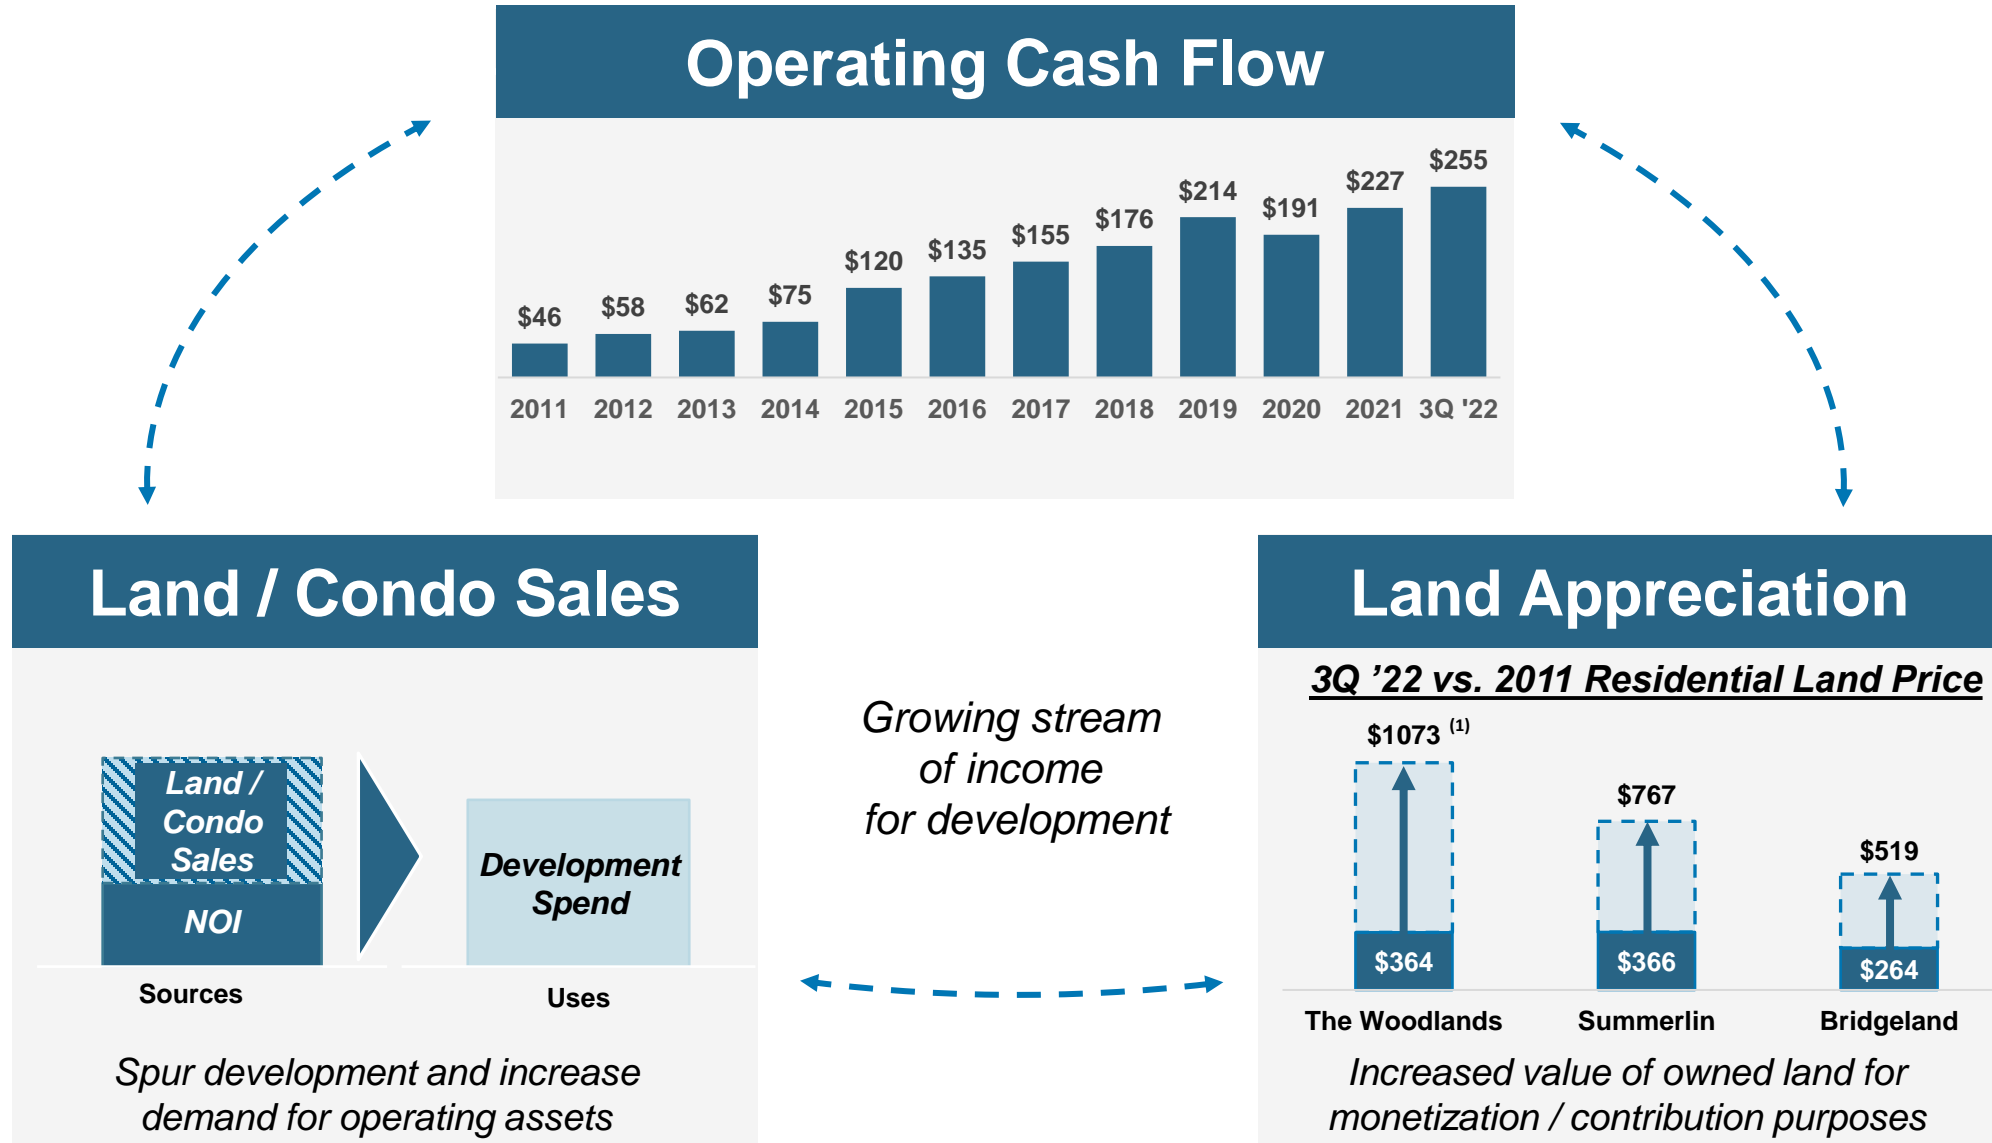 Operating Cash Flow
$46 $58 $62 $75 $120 $135 $155 $176 $214 $191 $227 $255
2011 2012 2013 2014 2015 2016 2017 2018 2019 2020 2021 3Q '22
Land / Condo Sales
Land /
Condo
Sales
NOI
Development
Spend
Sources
Uses
Spur development and increase
demand for operating assets
Growing stream
of income
for development
Land Appreciation
3Q ’22 vs. 2011 Residential Land Price
$1073 (1)
$767
$519
$364 $366 $264
The Woodlands Summerlin Bridgeland
Increased value of owned land for
monetization / contribution purposes